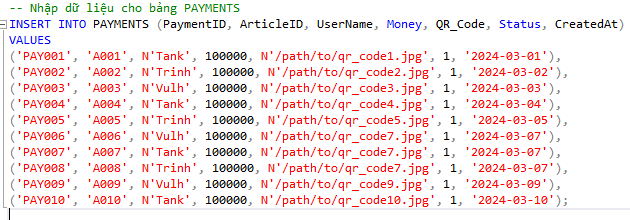 -- Nhập dữ liệu cho bảng PAYMENTS
INSERT INTO PAYMENTS (PaymentID, ArticleID, UserName, Money, QR_Code, Status, CreatedAt)
VALUES
('PAY001', 'A001', N'Tank', 100000, N'/path/to/qr_code1.jpg', 1, '2024-03-01'),
('PAY002', 'A002', N'Trinh', 100000, N'/path/to/qr_code2.jpg', 1, '2024-03-02'),
('PAY003', 'A003', N'Vulh', 100000, N'/path/to/qr_code3.jpg', 1, '2024-03-03'),
('PAY004', 'A004', N'Tank', 100000, N'/path/to/qr_code4.jpg', 1, '2024-03-04'),
('PAY005', 'A005', N'Trinh', 100000, N'/path/to/qr_code5.jpg', 1, '2024-03-05'),
('PAY006', 'A006', N'Vulh', 100000, N'/path/to/qr_code7.jpg', 1, '2024-03-07'),
('PAY007', 'A007', N'Tank', 100000, N'/path/to/qr_code7.jpg', 1, '2024-03-07'),
('PAY008', 'A008', N'Trinh', 100000, N'/path/to/qr_code7.jpg', 1, '2024-03-07'),
('PAY009', 'A009', N'Vulh', 100000, N'/path/to/qr_code9.jpg', 1, '2024-03-09'),
('PAY010', 'A010', N'Tank', 100000, N'/path/to/qr_code10.jpg', 1, '2024-03-10');